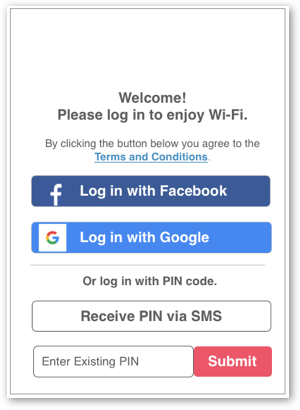 Welcome!
Please log in to enjoy Wi-Fi.
By clicking the button below you agree to the
Terms and Conditions.
f Log in with Facebook
G Log in with Google
Or log in with PIN code.
Receive PIN via SMS
Enter Existing PIN Submit